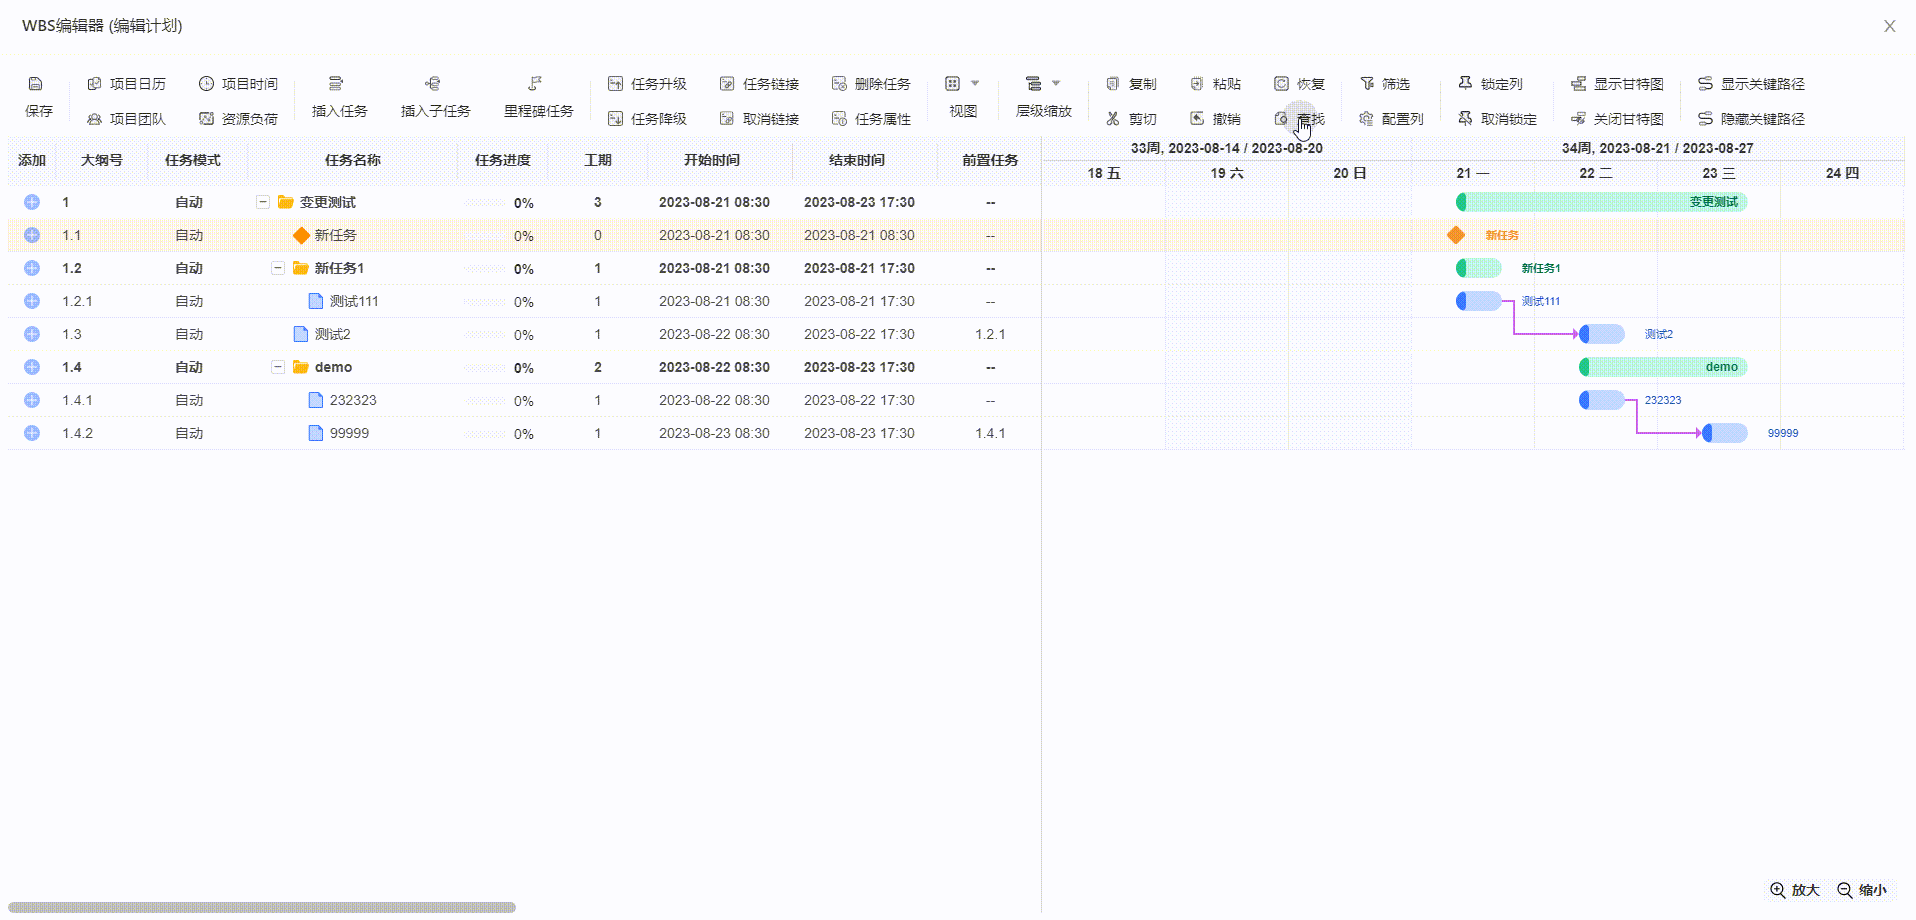 WBS编辑器 (编辑计划)
X
项目日历 项目时间 任务升级 任务链接 删除任务 复制 粘贴 恢复 筛选 锁定列 显示甘特图 显示关键路径
保存 插入任务 插入子任务 里程碑任务 视图 层级缩放
项目团队 资源负荷 任务降级 取消链接 任务属性 剪切 撤销 查找 配置列 取消锁定 关闭甘特图 隐藏关键路径
33周, 2023-08-14 / 2023-08-20 34周, 2023-08-21 / 2023-08-27
添加 大纲号 任务模式 任务名称 任务进度 工期 开始时间 结束时间 前置任务
18 五 19 六 20 日 21 一 22 二 23 三 24 四
1 自动 变更测试 0% 3 2023-08-21 08:30 2023-08-23 17:30 -- 变更测试
1.1 自动 新任务 0% 0 2023-08-21 08:30 2023-08-21 08:30 -- 新任务
1.2 自动 新任务1 0% 1 2023-08-21 08:30 2023-08-21 17:30 -- 新任务1
1.2.1 自动 测试111 0% 1 2023-08-21 08:30 2023-08-21 17:30 -- 测试111
1.3 自动 测试2 0% 1 2023-08-22 08:30 2023-08-22 17:30 1.2.1 测试2
1.4 自动 demo 0% 2 2023-08-22 08:30 2023-08-23 17:30 -- demo
1.4.1 自动 232323 0% 1 2023-08-22 08:30 2023-08-22 17:30 -- 232323
1.4.2 自动 99999 0% 1 2023-08-23 08:30 2023-08-23 17:30 1.4.1 99999
放大 缩小